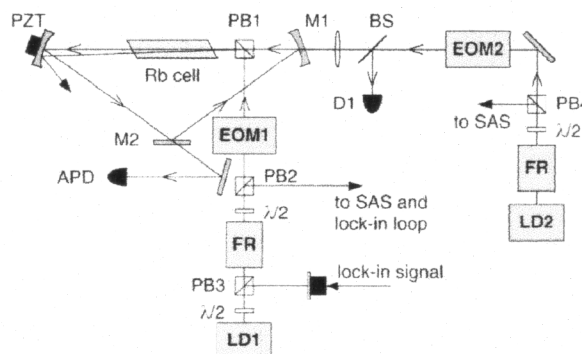 PZT
PB1
M1
BS
EOM2
Rb cell
D1
PB4
to SAS
λ/2
M2
EOM1
FR
APD
PB2
LD2
to SAS and
lock-in loop
λ/2
FR
lock-in signal
PB3
λ/2
LD1